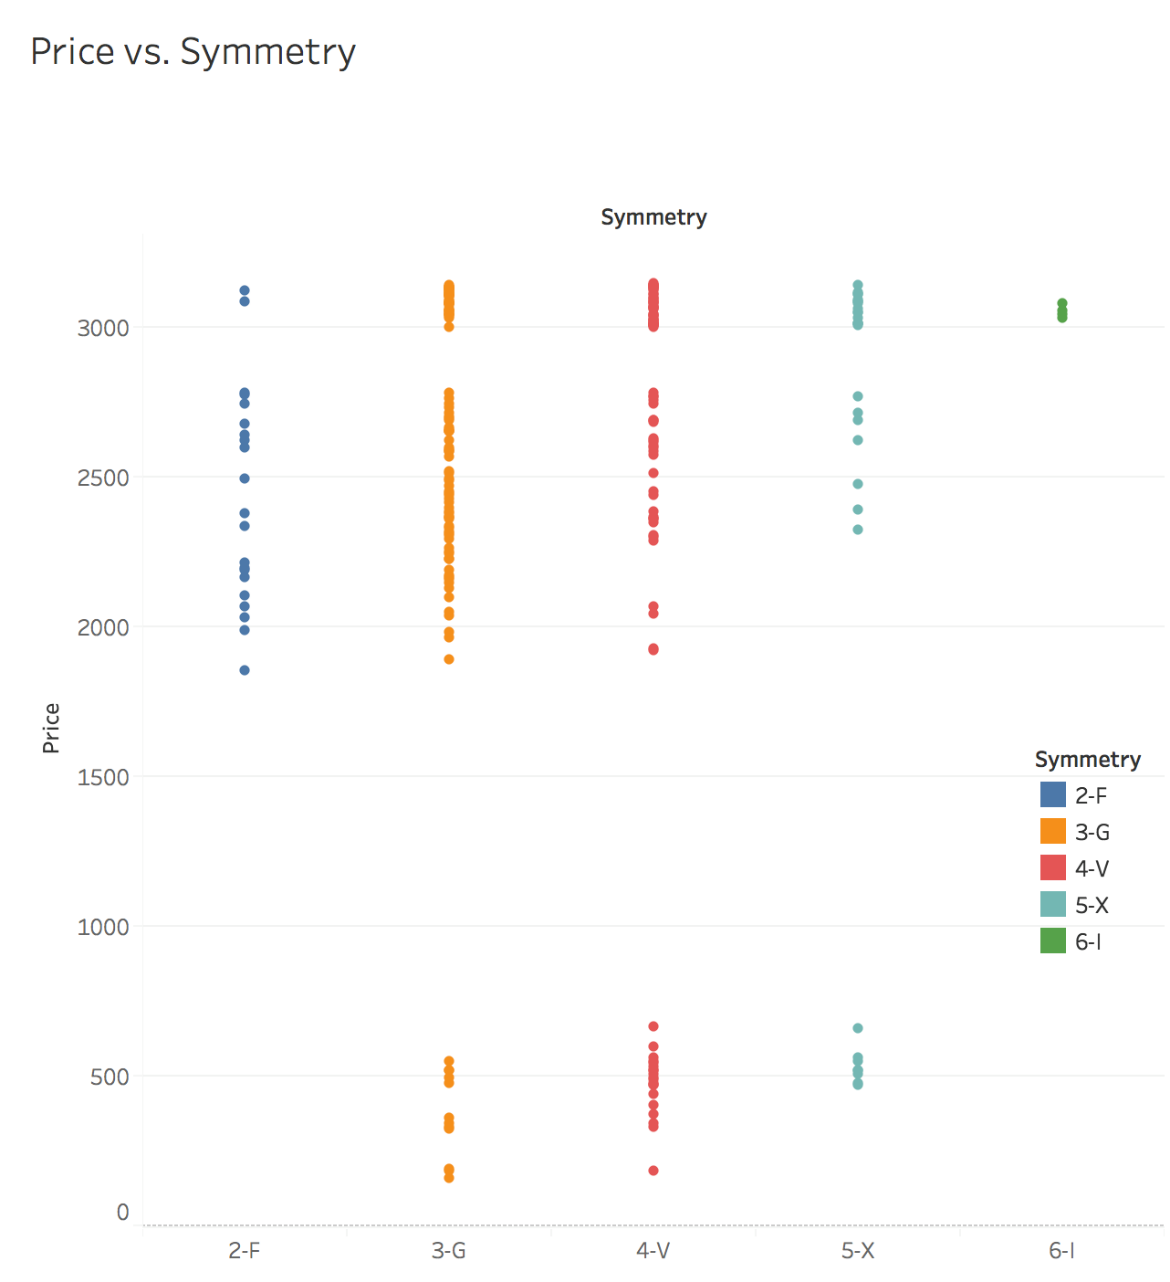 Price vs. Symmetry
Symmetry
3000
2500
2000
Price
1500
1000
500
0
2-F 3-G 4-V 5-X 6-I
Symmetry
2-F
3-G
4-V
5-X
6-I